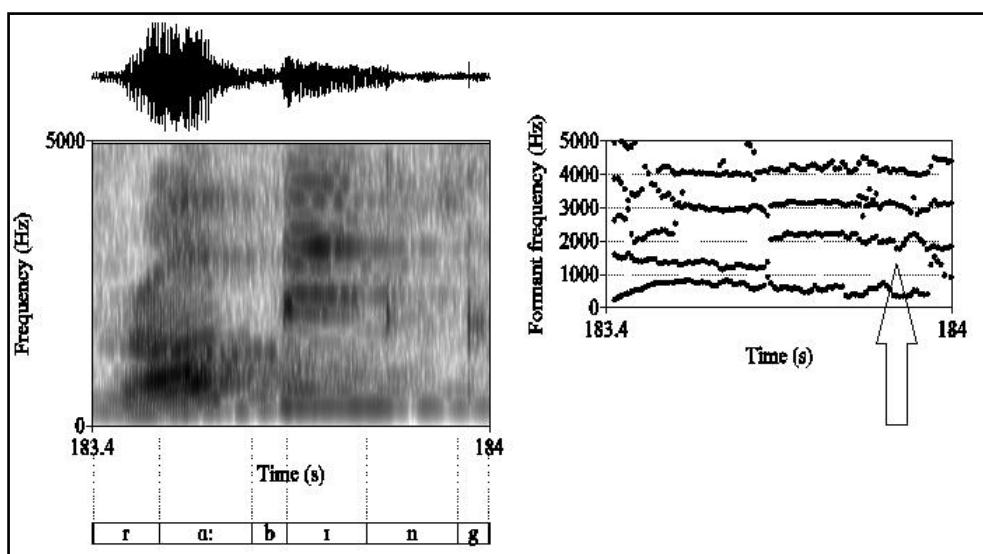 5000
Frequency (Hz)
0
183.4
184
Time (s)
r ɑ: b ɪ n g
Formant frequency (Hz)
5000
4000
3000
2000
1000
0
183.4
184
Time (s)